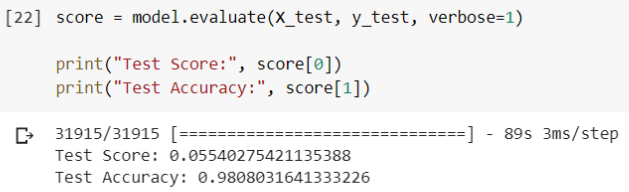 [22] score = model.evaluate(X_test, y_test, verbose=1)
print("Test Score:", score[0])
print("Test Accuracy:", score[1])
31915/31915 [==============================] - 89s 3ms/step
Test Score: 0.05540275421135388
Test Accuracy: 0.9808031641333226